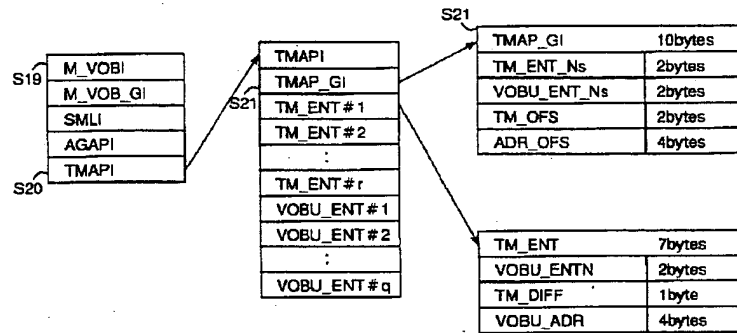 S19
M_VOBI
M_VOB_GI
SMLI
AGAPI
TMAPI
S20
TMAPI
TMAP_GI
S21
TM_ENT#1
TM_ENT#2
:
TM_ENT#r
VOBU_ENT#1
VOBU_ENT#2
:
VOBU_ENT#q
S21
TMAP_GI 10bytes
TM_ENT_Ns 2bytes
VOBU_ENT_Ns 2bytes
TM_OFS 2bytes
ADR_OFS 4bytes
TM_ENT 7bytes
VOBU_ENTN 2bytes
TM_DIFF 1byte
VOBU_ADR 4bytes